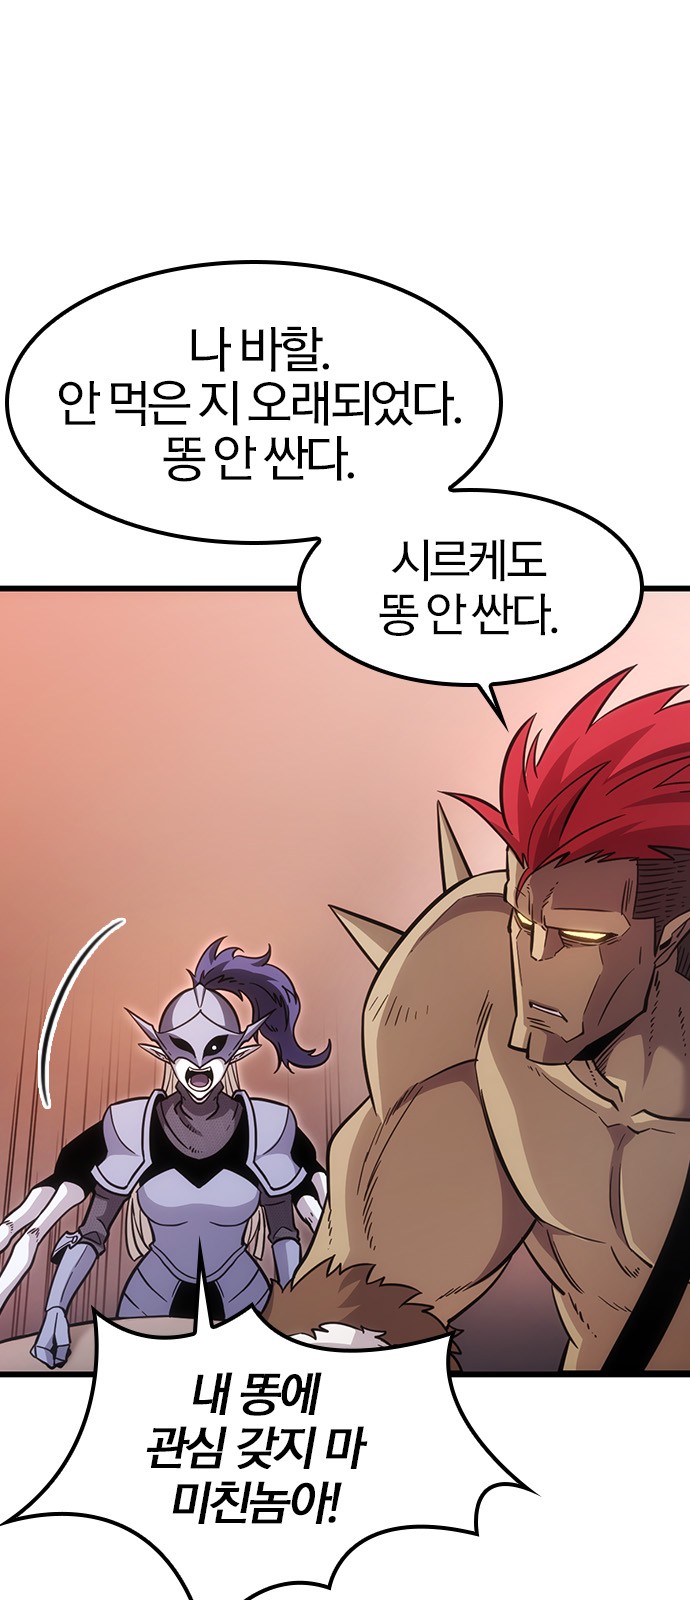 나 바할.
안 먹은 지 오래되었다.
똥 안 싼다.
시르케도
똥 안 싼다.
내 똥에
관심 갖지 마
미친놈아!